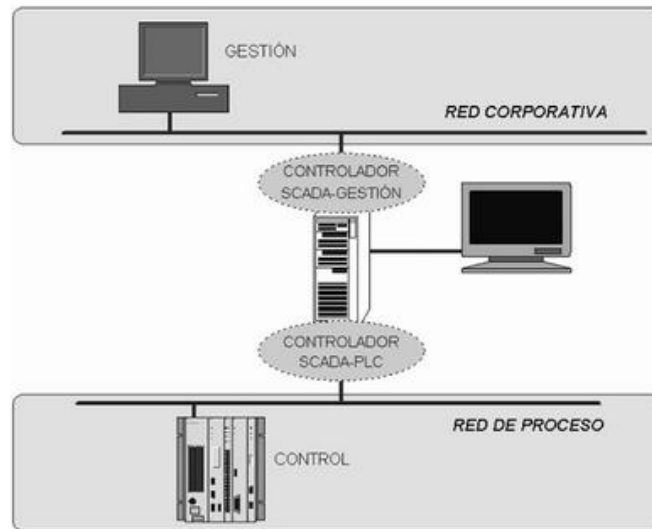 GESTIÓN
RED CORPORATIVA
CONTROLADOR
SCADA-GESTIÓN
CONTROLADOR
SCADA-PLC
RED DE PROCESO
CONTROL